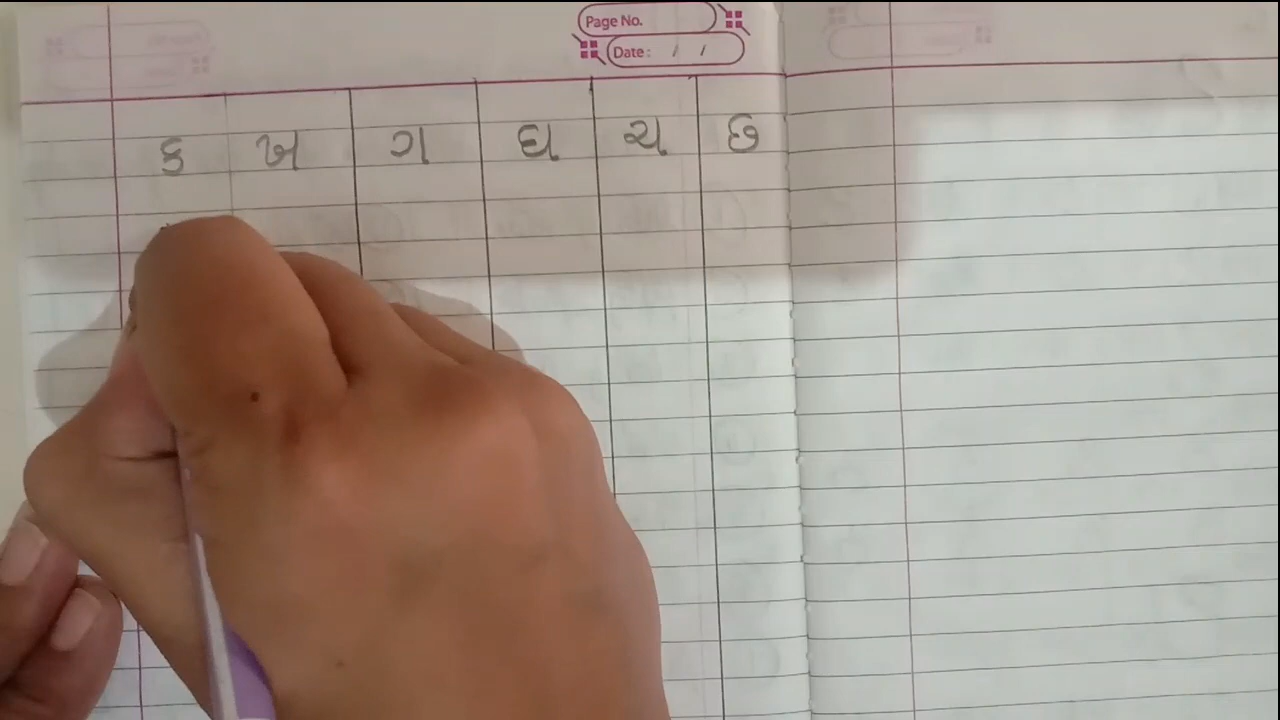 Page No.
Date : / /
ક ખ ગ ઘ ચ છ